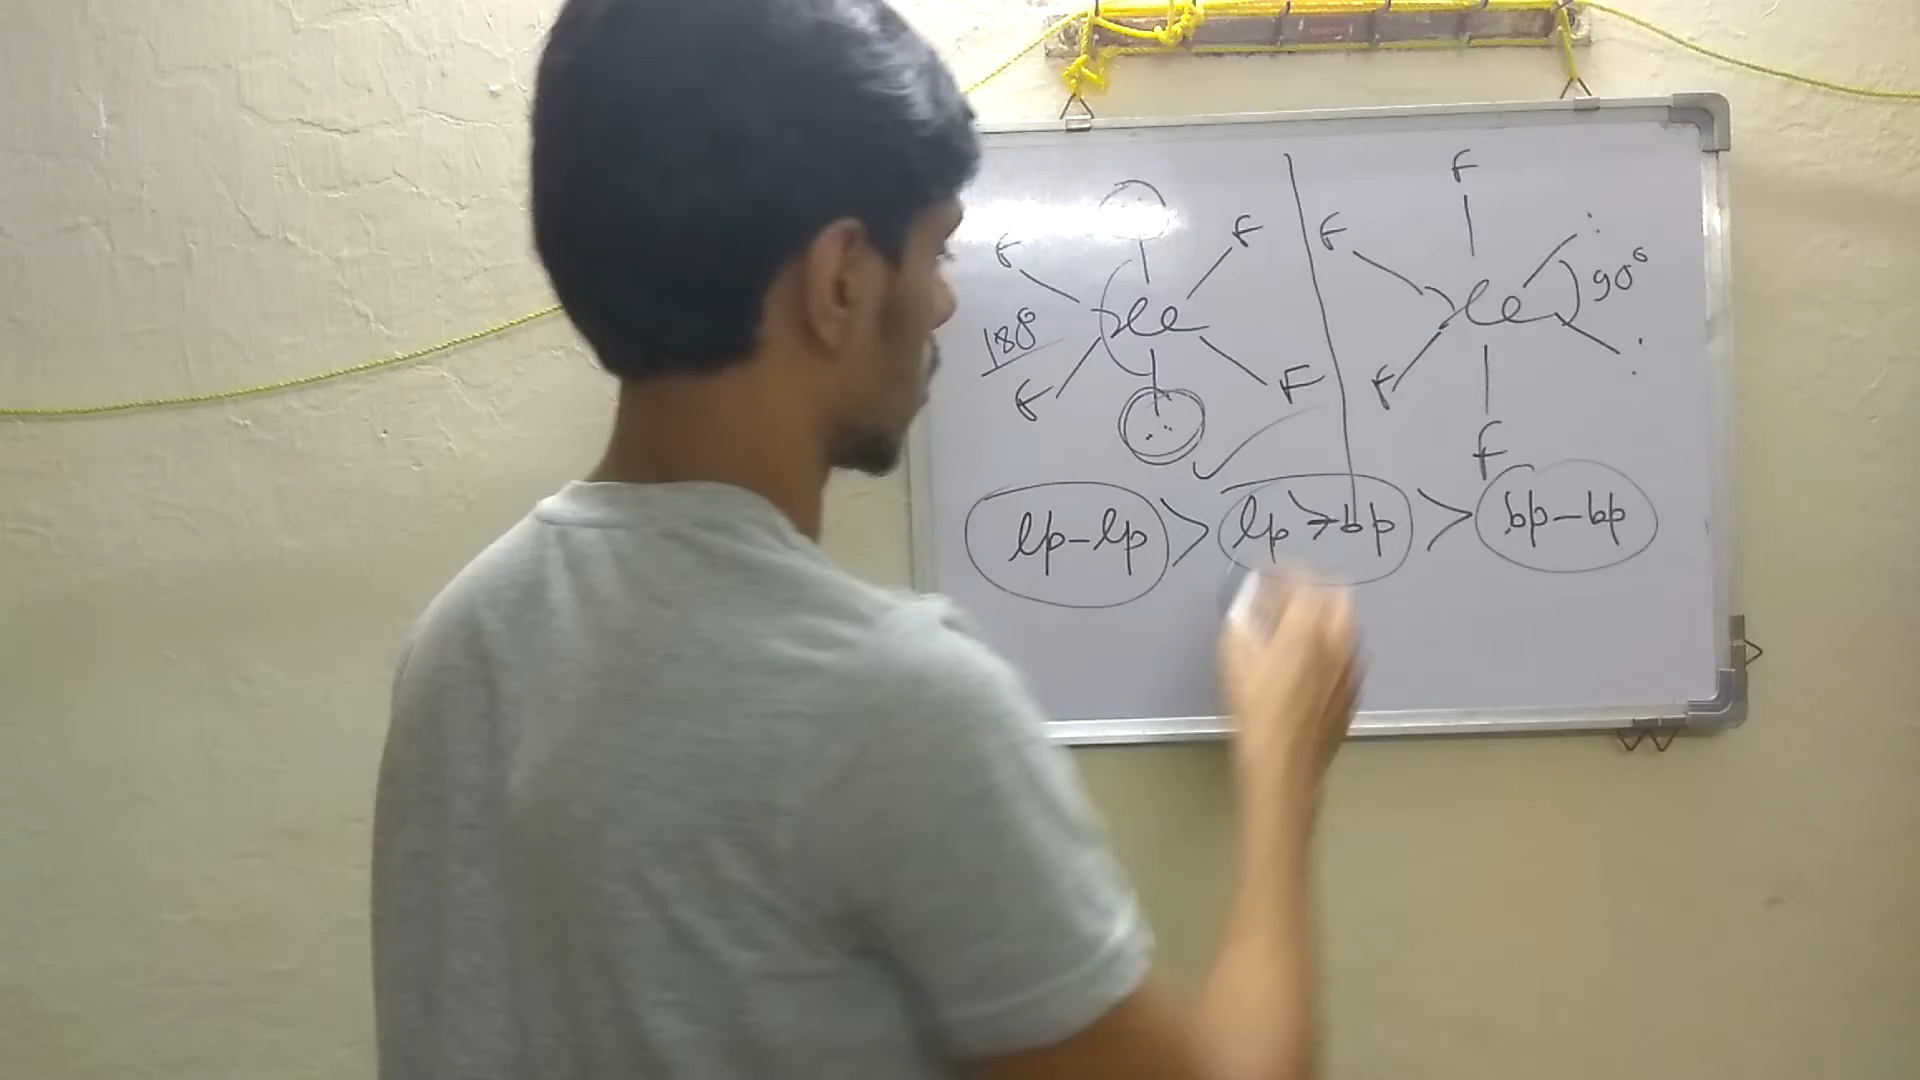 F
F F F
Xe Xe 90°
180
F F F
F
lp-lp > lp-bp > bp-bp